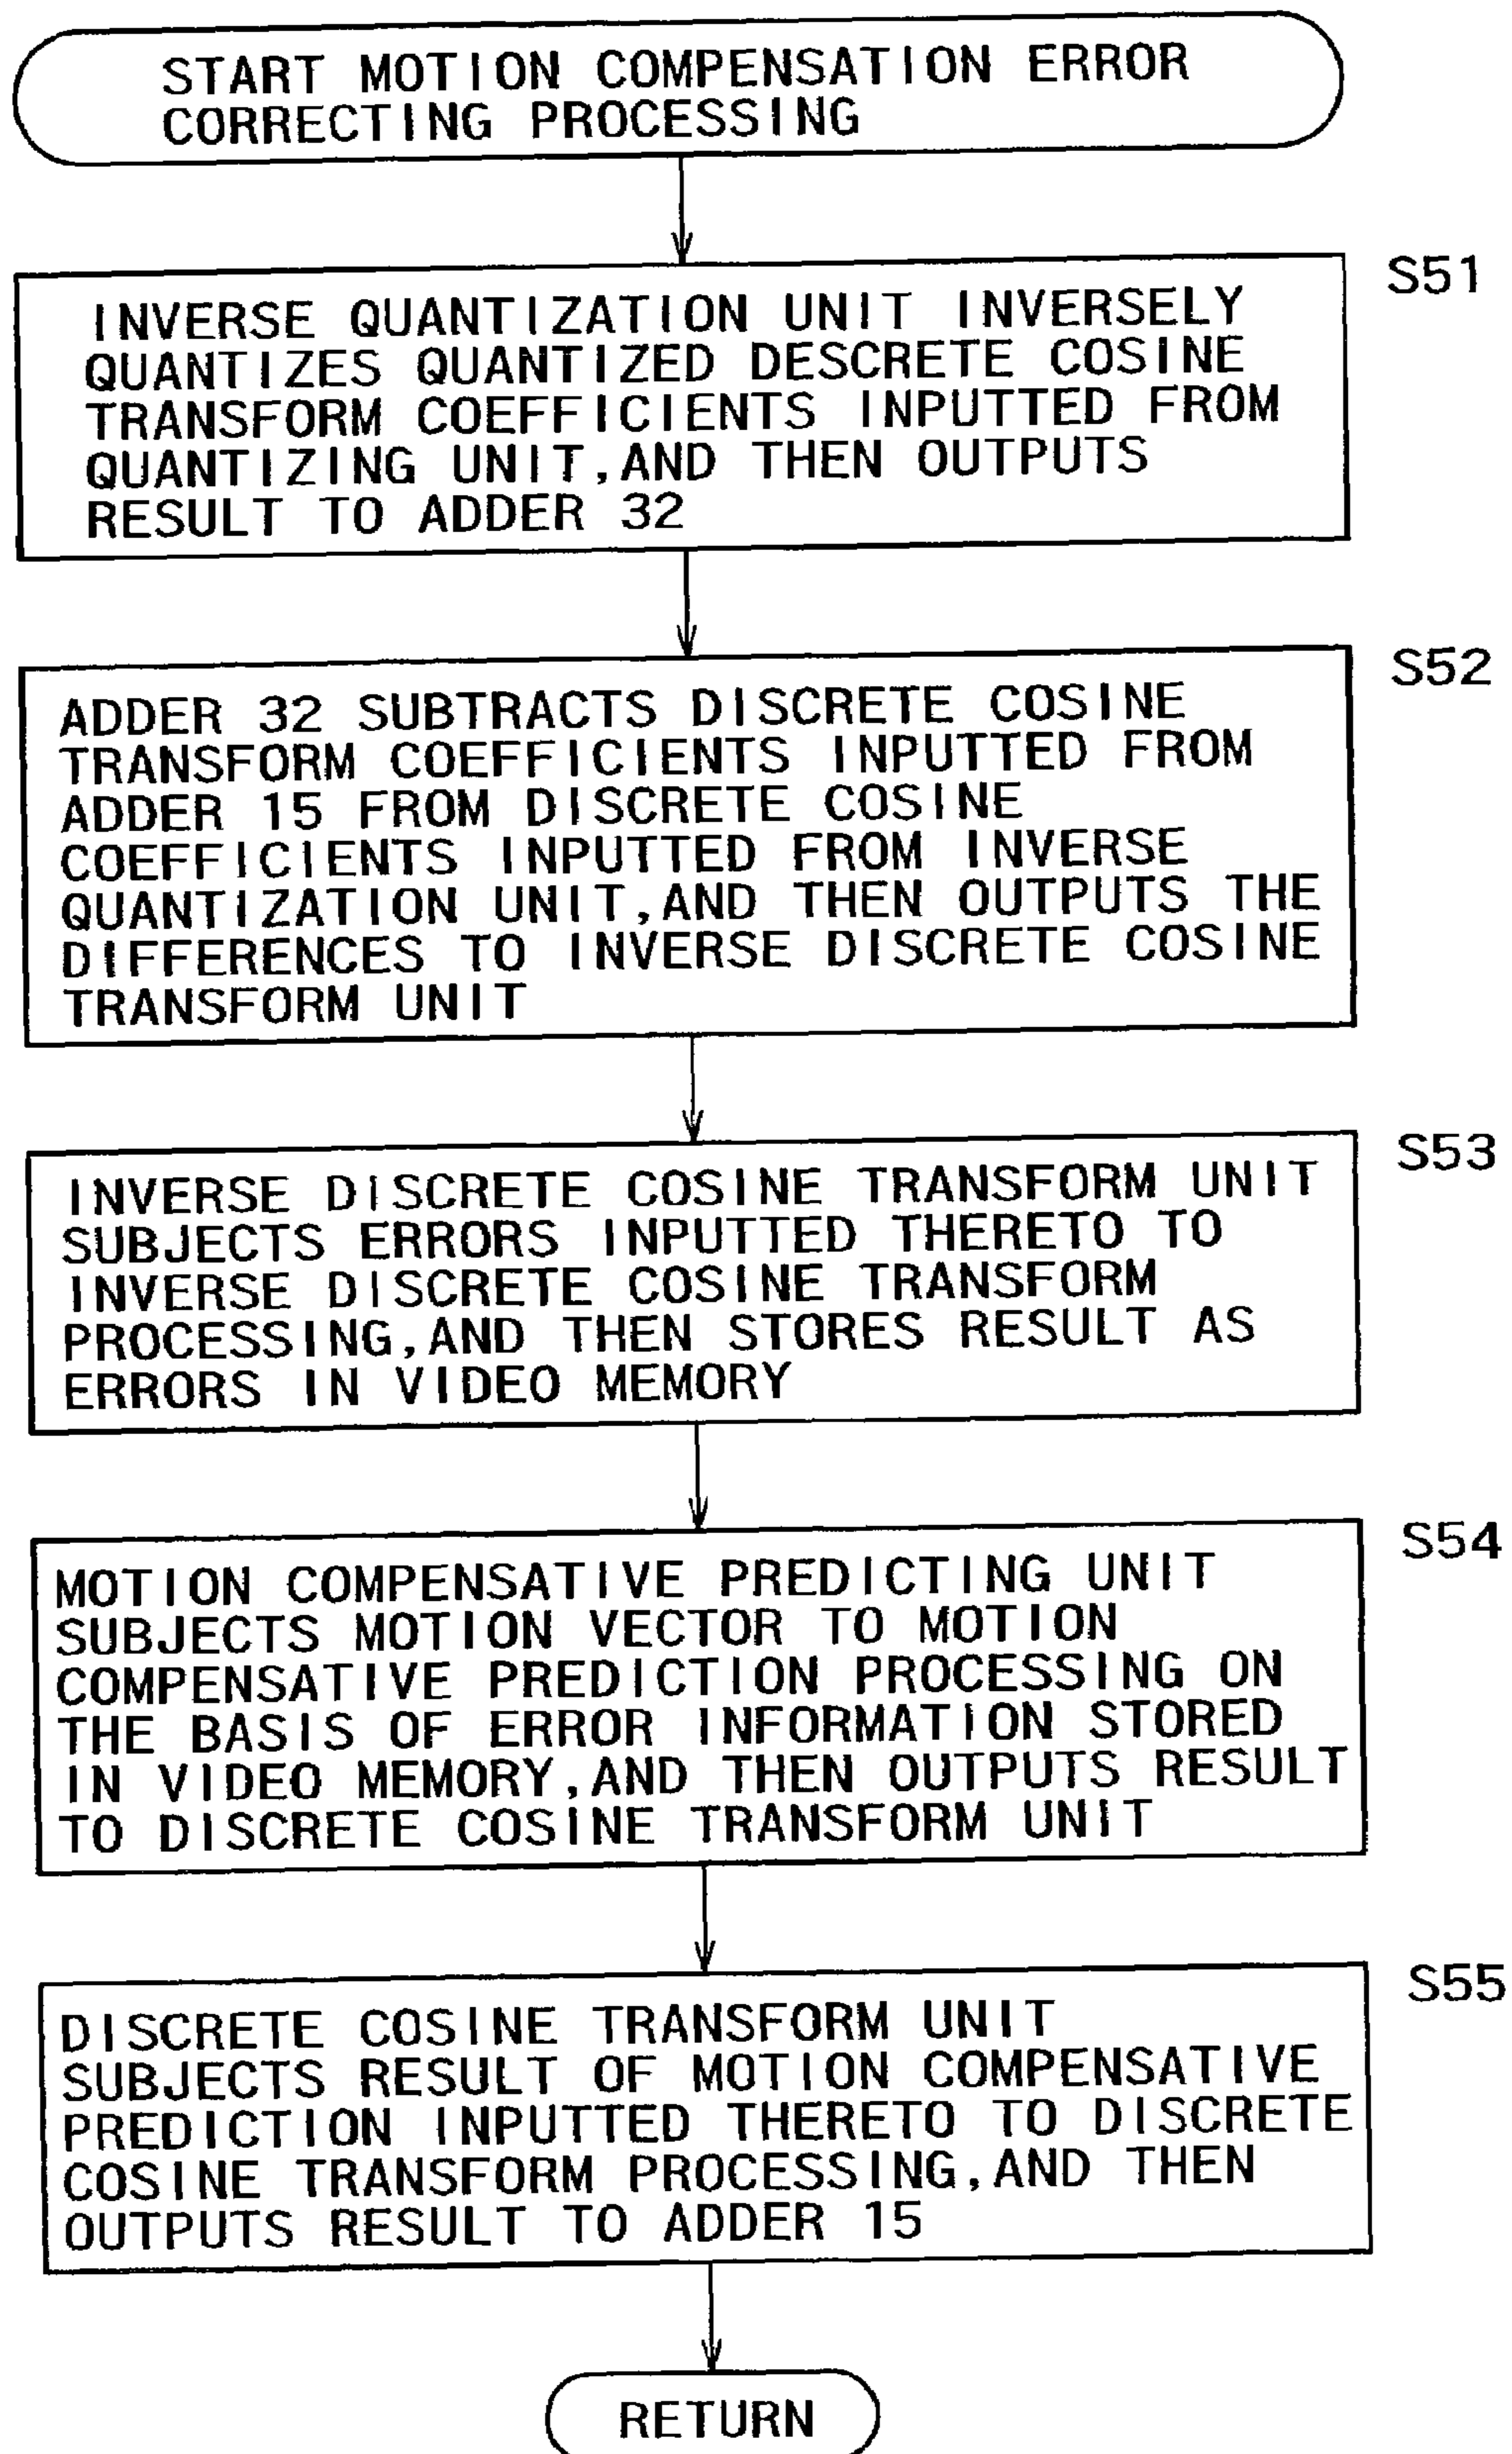 START MOTION COMPENSATION ERROR
CORRECTING PROCESSING
S51
INVERSE QUANTIZATION UNIT INVERSELY
QUANTIZES QUANTIZED DESCRETE COSINE
TRANSFORM COEFFICIENTS INPUTTED FROM
QUANTIZING UNIT,AND THEN OUTPUTS
RESULT TO ADDER 32
S52
ADDER 32 SUBTRACTS DISCRETE COSINE
TRANSFORM COEFFICIENTS INPUTTED FROM
ADDER 15 FROM DISCRETE COSINE
COEFFICIENTS INPUTTED FROM INVERSE
QUANTIZATION UNIT,AND THEN OUTPUTS THE
DIFFERENCES TO INVERSE DISCRETE COSINE
TRANSFORM UNIT
S53
INVERSE DISCRETE COSINE TRANSFORM UNIT
SUBJECTS ERRORS INPUTTED THERETO TO
INVERSE DISCRETE COSINE TRANSFORM
PROCESSING,AND THEN STORES RESULT AS
ERRORS IN VIDEO MEMORY
S54
MOTION COMPENSATIVE PREDICTING UNIT
SUBJECTS MOTION VECTOR TO MOTION
COMPENSATIVE PREDICTION PROCESSING ON
THE BASIS OF ERROR INFORMATION STORED
IN VIDEO MEMORY,AND THEN OUTPUTS RESULT
TO DISCRETE COSINE TRANSFORM UNIT
S55
DISCRETE COSINE TRANSFORM UNIT
SUBJECTS RESULT OF MOTION COMPENSATIVE
PREDICTION INPUTTED THERETO TO DISCRETE
COSINE TRANSFORM PROCESSING,AND THEN
OUTPUTS RESULT TO ADDER 15
RETURN